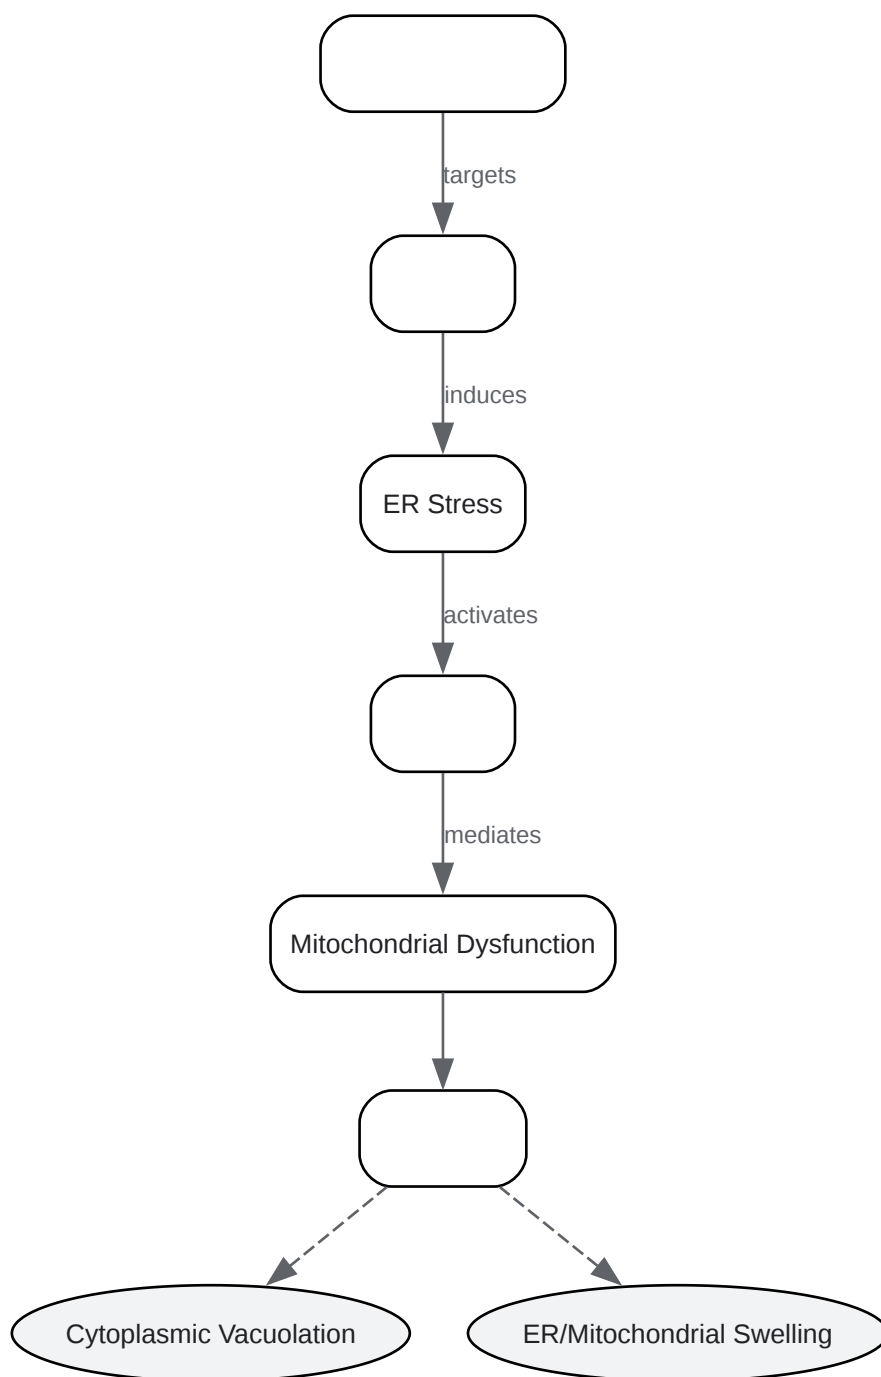 targets
induces
ER Stress
activates
mediates
Mitochondrial Dysfunction
Cytoplasmic Vacuolation
ER/Mitochondrial Swelling